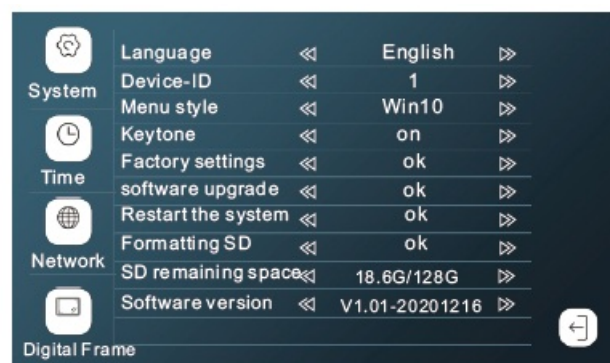 System
Time
Network
Digital Frame
Language English
Device-ID 1
Menu style Win10
Keytone on
Factory settings ok
software upgrade ok
Restart the system ok
Formatting SD ok
SD remaining space 18.6G/128G
Software version V1.01-20201216